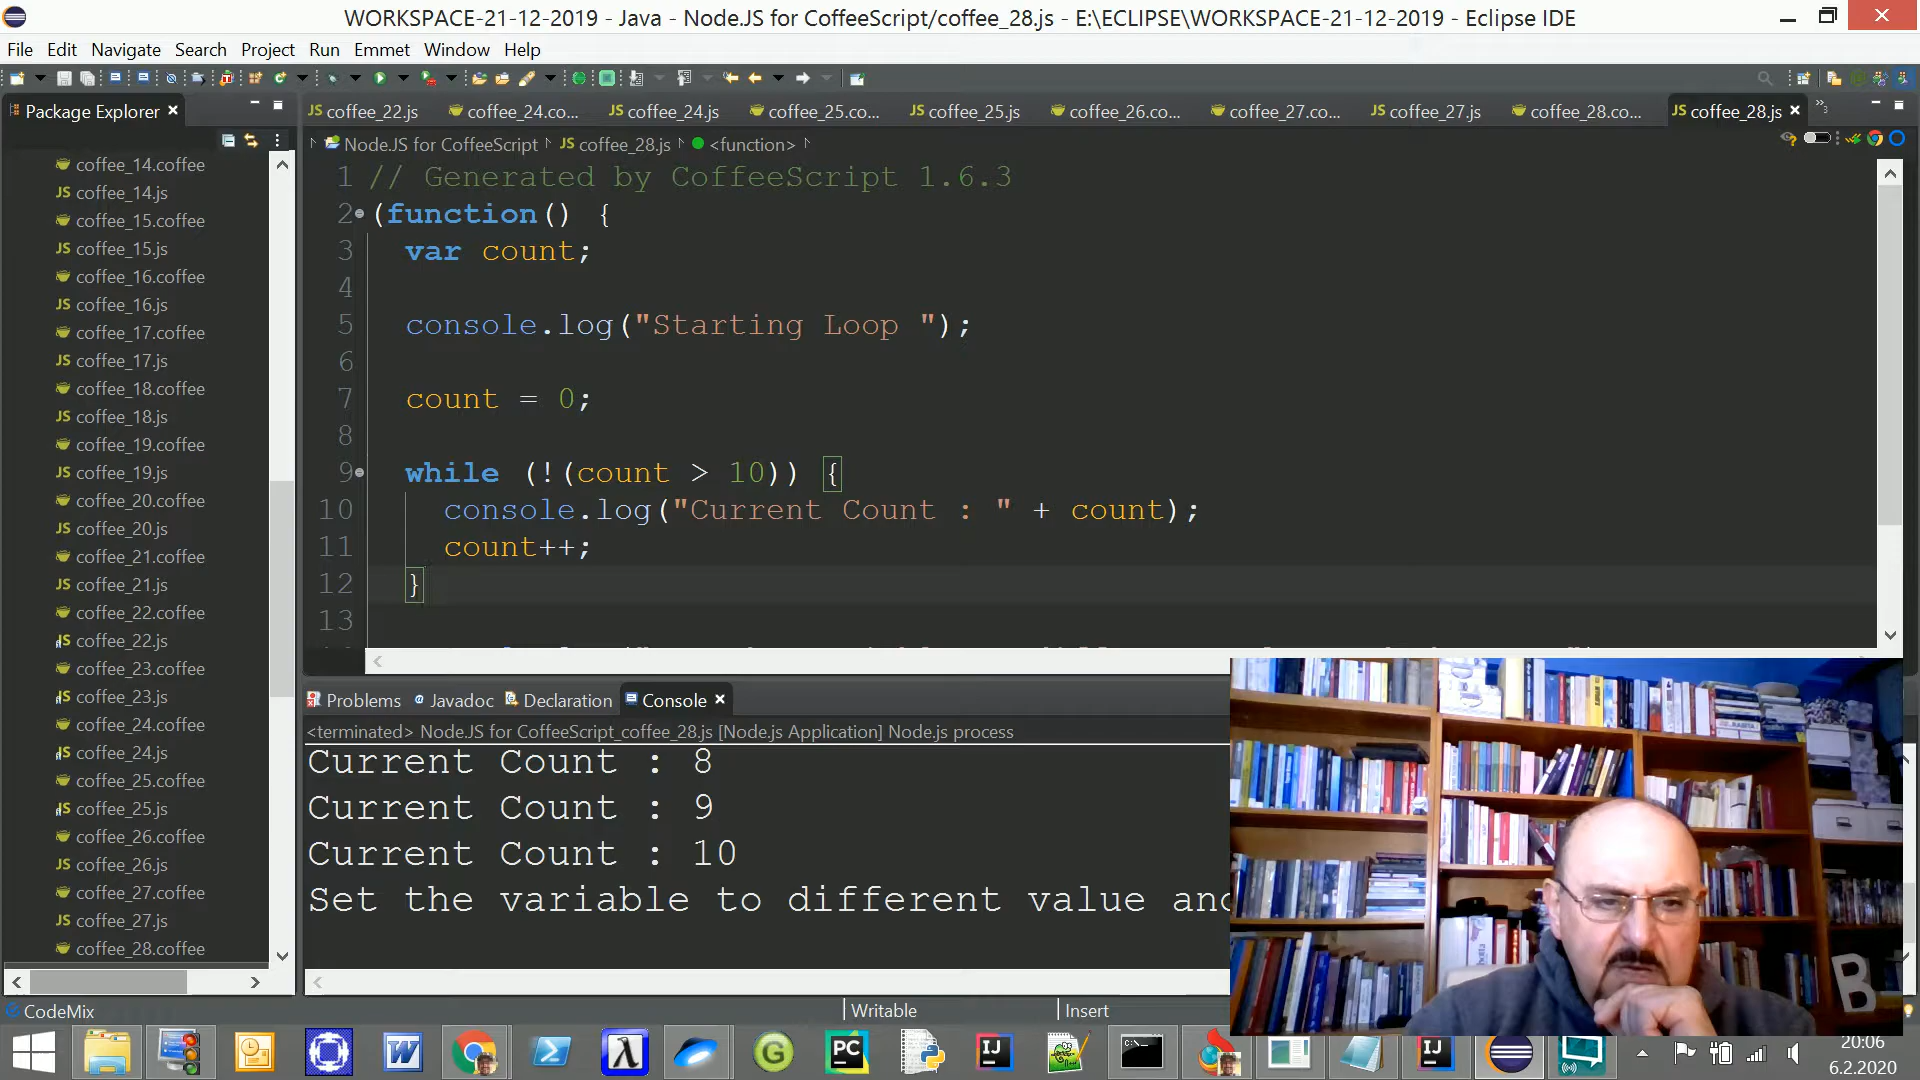 WORKSPACE-21-12-2019 - Java - Node.JS for CoffeeScript/coffee_28.js - E:\ECLIPSE\WORKSPACE-21-12-2019 - Eclipse IDE
File Edit Navigate Search Project Run Emmet Window Help
Package Explorer
coffee_22.js coffee_24.co... coffee_24.js coffee_25.co... coffee_25.js coffee_26.co... coffee_27.co... coffee_27.js coffee_28.co... coffee_28.js
Node.JS for CoffeeScript coffee_28.js <function>
coffee_14.coffee
coffee_14.js
coffee_15.coffee
coffee_15.js
coffee_16.coffee
coffee_16.js
coffee_17.coffee
coffee_17.js
coffee_18.coffee
coffee_18.js
coffee_19.coffee
coffee_19.js
coffee_20.coffee
coffee_20.js
coffee_21.coffee
coffee_21.js
coffee_22.coffee
coffee_22.js
coffee_23.coffee
coffee_23.js
coffee_24.coffee
coffee_24.js
coffee_25.coffee
coffee_25.js
coffee_26.coffee
coffee_26.js
coffee_27.coffee
coffee_27.js
coffee_28.coffee
1 // Generated by CoffeeScript 1.6.3
2 (function() {
3 var count;
4
5 console.log("Starting Loop ");
6
7 count = 0;
8
9 while (!(count > 10)) {
10 console.log("Current Count : " + count);
11 count++;
12 }
13
Problems Javadoc Declaration Console
<terminated> Node.JS for CoffeeScript_coffee_28.js [Node.js Application] Node.js process
Current Count : 8
Current Count : 9
Current Count : 10
Set the variable to different value and
CodeMix Writable Insert
20:06
6.2.2020